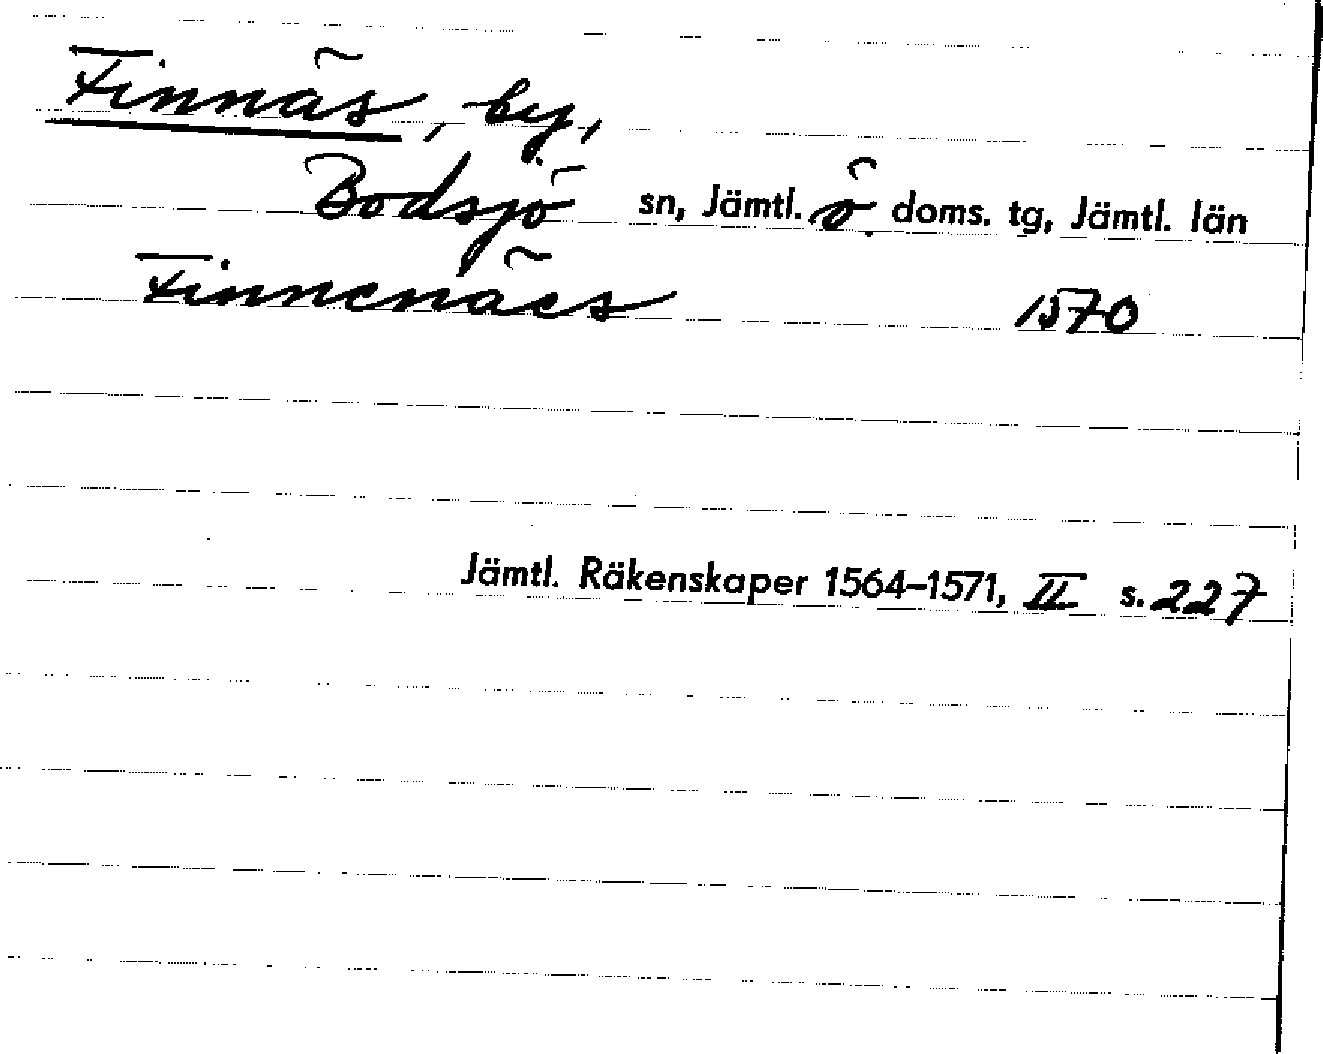 Finnäs, by,
Bodsjö sn, Jämtl. ö. doms. tg, Jämtl. län
Finnenäes 1570
Jämtl. Räkenskaper 1564–1571, II s. 227